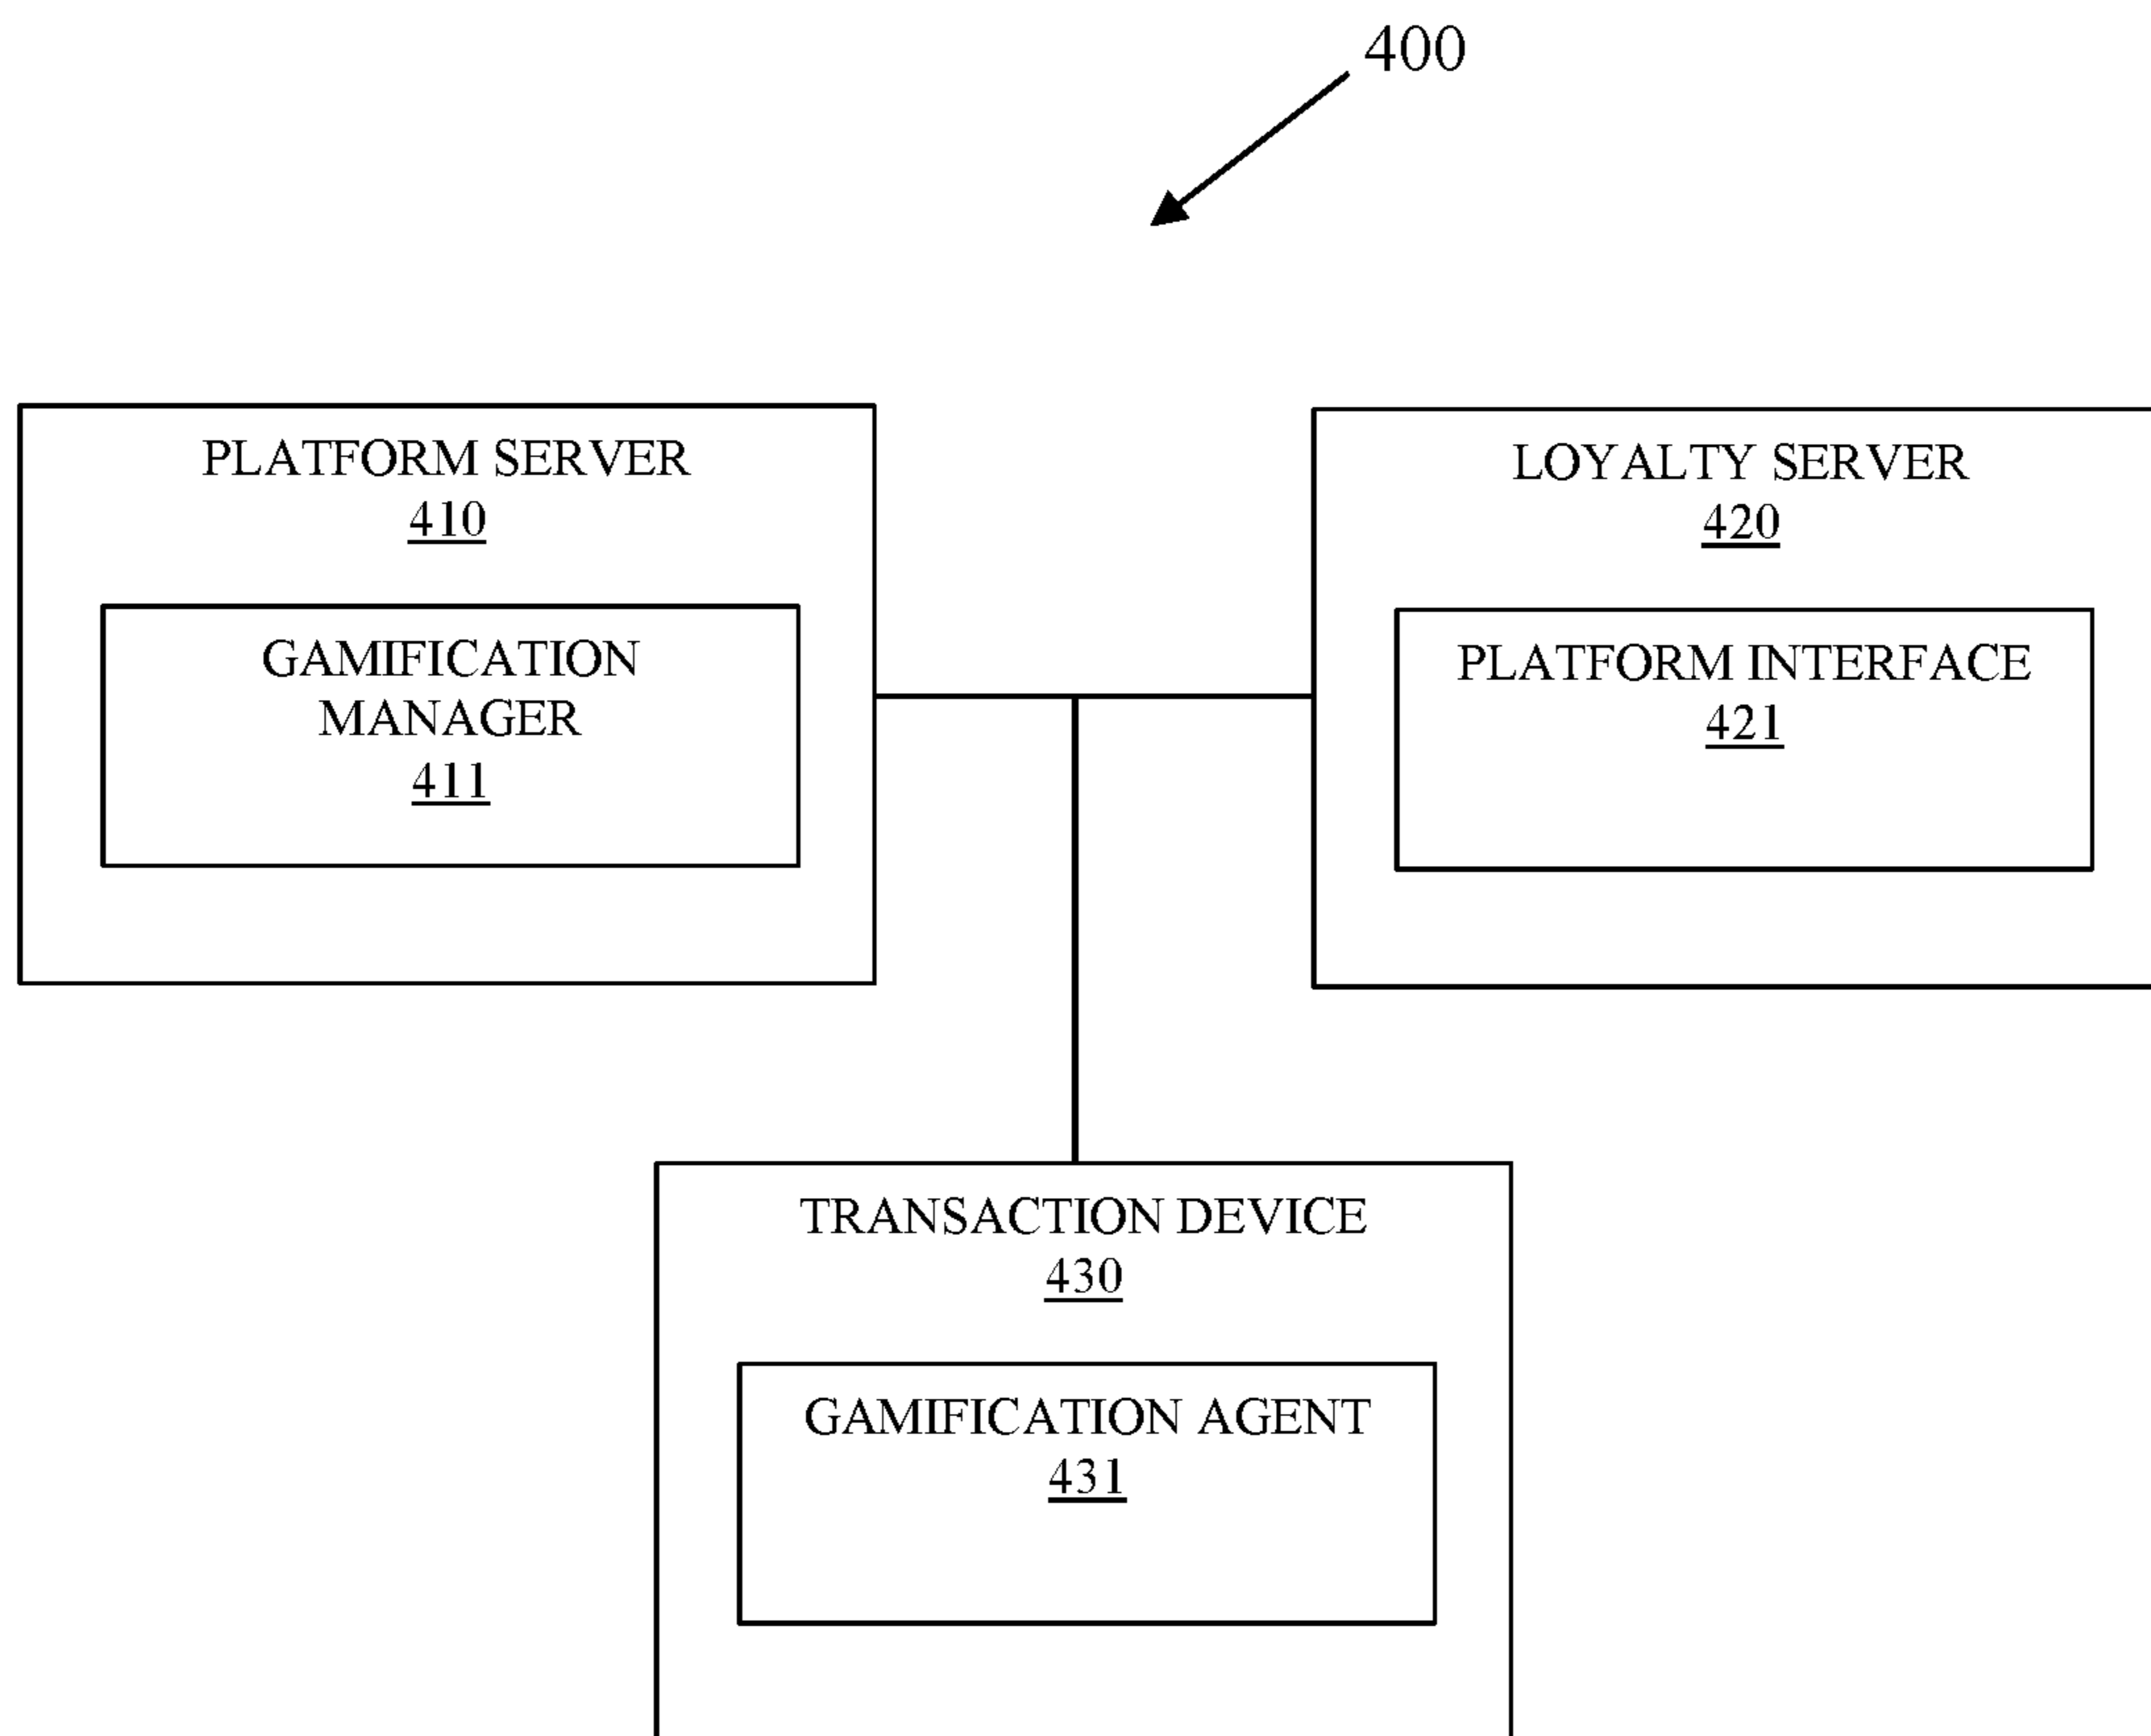 400
PLATFORM SERVER
410
GAMIFICATION
MANAGER
411
LOYALTY SERVER
420
PLATFORM INTERFACE
421
TRANSACTION DEVICE
430
GAMIFICATION AGENT
431